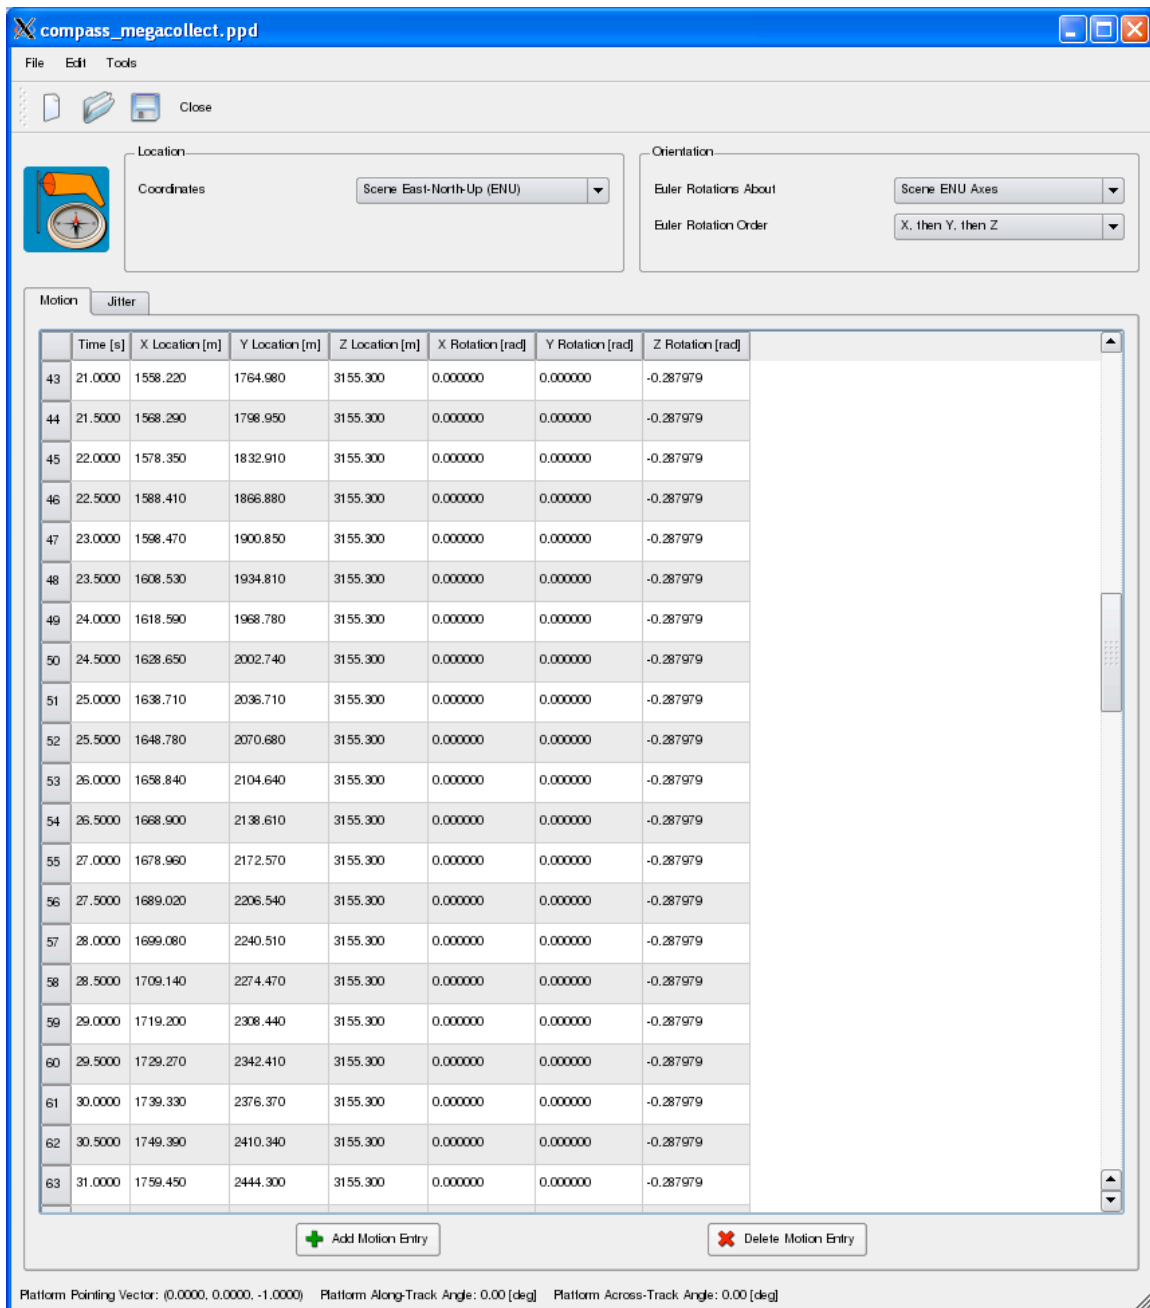 compass_megacollect.ppd
File Edit Tools
Close
Location
Coordinates Scene East-North-Up (ENU)
Orientation
Euler Rotations About Scene ENU Axes
Euler Rotation Order X, then Y, then Z
Motion Jitter
Time [s] X Location [m] Y Location [m] Z Location [m] X Rotation [rad] Y Rotation [rad] Z Rotation [rad]
43 21.0000 1558.220 1764.980 3155.300 0.000000 0.000000 -0.287979
44 21.5000 1568.290 1798.950 3155.300 0.000000 0.000000 -0.287979
45 22.0000 1578.350 1832.910 3155.300 0.000000 0.000000 -0.287979
46 22.5000 1588.410 1866.880 3155.300 0.000000 0.000000 -0.287979
47 23.0000 1598.470 1900.850 3155.300 0.000000 0.000000 -0.287979
48 23.5000 1608.530 1934.810 3155.300 0.000000 0.000000 -0.287979
49 24.0000 1618.590 1968.780 3155.300 0.000000 0.000000 -0.287979
50 24.5000 1628.650 2002.740 3155.300 0.000000 0.000000 -0.287979
51 25.0000 1638.710 2036.710 3155.300 0.000000 0.000000 -0.287979
52 25.5000 1648.780 2070.680 3155.300 0.000000 0.000000 -0.287979
53 26.0000 1658.840 2104.640 3155.300 0.000000 0.000000 -0.287979
54 26.5000 1668.900 2138.610 3155.300 0.000000 0.000000 -0.287979
55 27.0000 1678.960 2172.570 3155.300 0.000000 0.000000 -0.287979
56 27.5000 1689.020 2206.540 3155.300 0.000000 0.000000 -0.287979
57 28.0000 1699.080 2240.510 3155.300 0.000000 0.000000 -0.287979
58 28.5000 1709.140 2274.470 3155.300 0.000000 0.000000 -0.287979
59 29.0000 1719.200 2308.440 3155.300 0.000000 0.000000 -0.287979
60 29.5000 1729.270 2342.410 3155.300 0.000000 0.000000 -0.287979
61 30.0000 1739.330 2376.370 3155.300 0.000000 0.000000 -0.287979
62 30.5000 1749.390 2410.340 3155.300 0.000000 0.000000 -0.287979
63 31.0000 1759.450 2444.300 3155.300 0.000000 0.000000 -0.287979
Add Motion Entry Delete Motion Entry
Platform Pointing Vector: (0.0000, 0.0000, -1.0000) Platform Along-Track Angle: 0.00 [deg] Platform Across-Track Angle: 0.00 [deg]